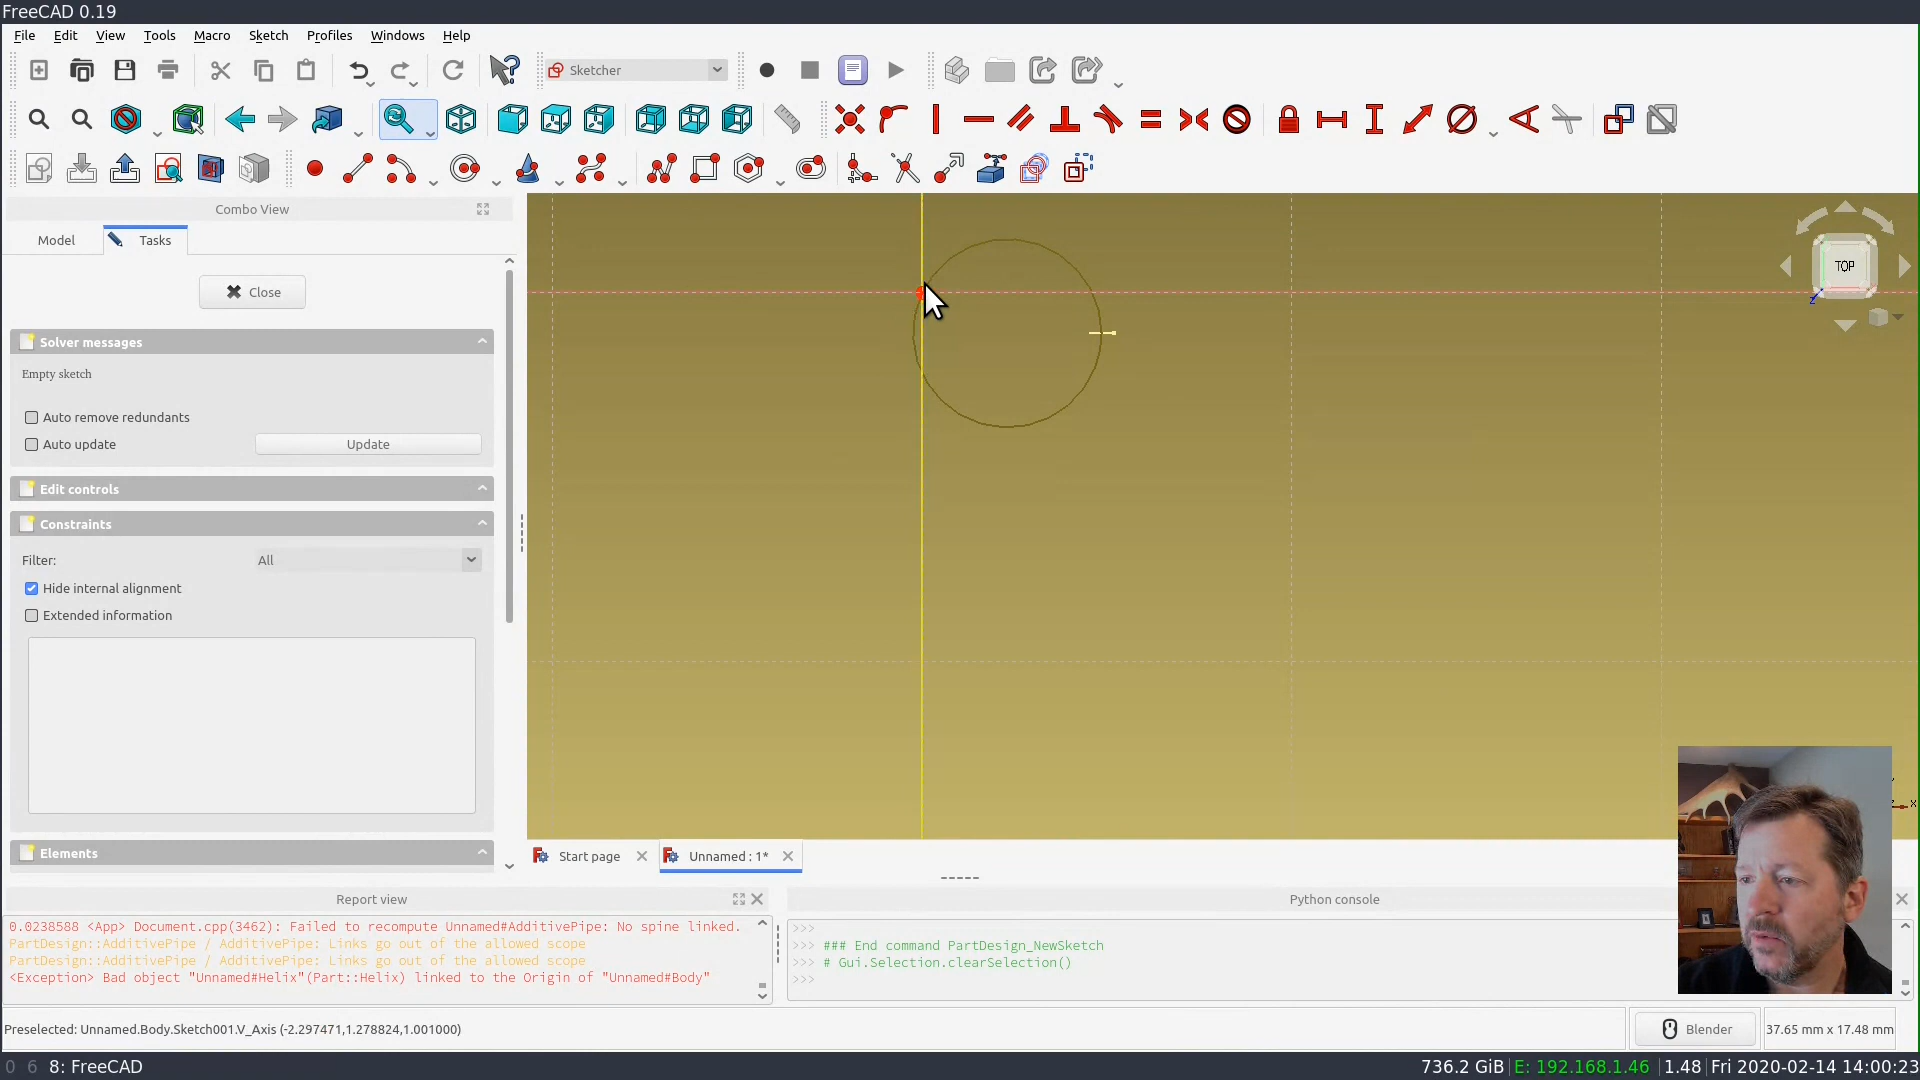 FreeCAD 0.19
File Edit View Tools Macro Sketch Profiles Windows Help
Sketcher
Combo View
Model Tasks
Close
TOP
Z
Solver messages
Empty sketch
Auto remove redundants
Auto update Update
Edit controls
Constraints
Filter: All
Hide internal alignment
Extended information
X
Elements
Start page Unnamed : 1*
Report view
Python console
0.0238588 <App> Document.cpp(3462): Failed to recompute Unnamed#AdditivePipe: No spine linked.
PartDesign::AdditivePipe / AdditivePipe: Links go out of the allowed scope
PartDesign::AdditivePipe / AdditivePipe: Links go out of the allowed scope
<Exception> Bad object "Unnamed#Helix"(Part::Helix) linked to the Origin of "Unnamed#Body"
>>>
>>> ### End command PartDesign_NewSketch
>>> # Gui.Selection.clearSelection()
>>>
Preselected: Unnamed.Body.Sketch001.V_Axis (-2.297471,1.278824,1.001000)
Blender 37.65 mm x 17.48 mm
0 6 8: FreeCAD 736.2 GiB E: 192.168.1.46 1.48 Fri 2020-02-14 14:00:23